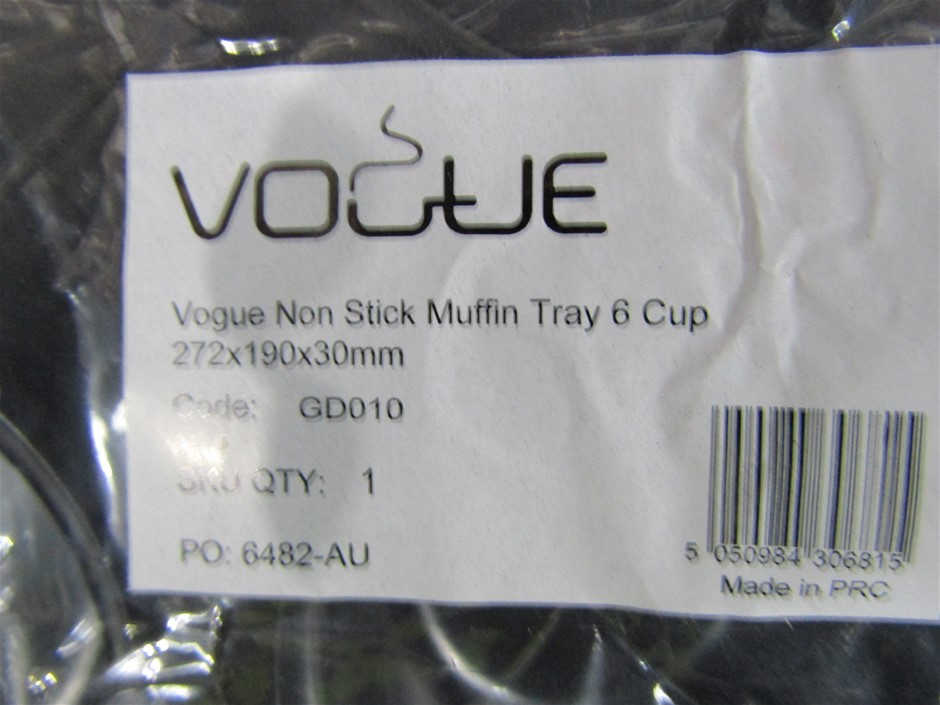 VOGUE
Vogue Non Stick Muffin Tray 6 Cup
272x190x30mm
Code: GD010
SKU QTY: 1
PO: 6482-AU
5 050984 306815
Made in PRC